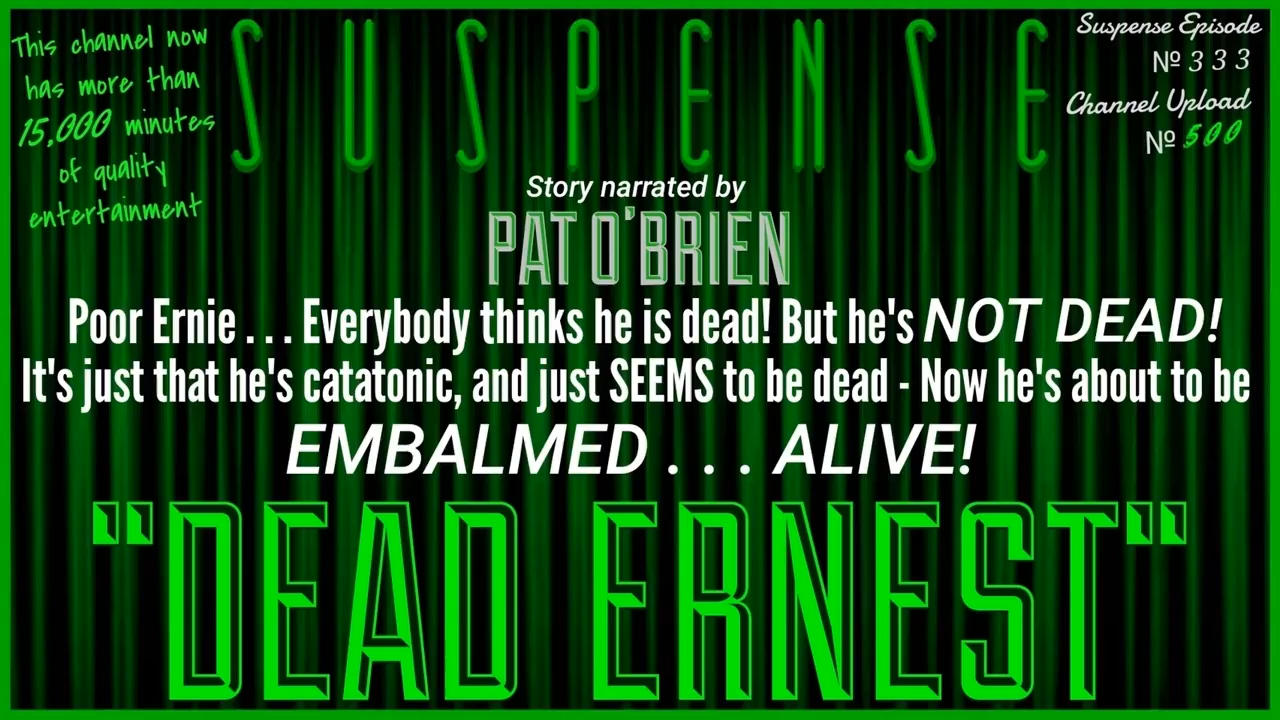 This channel now
has more than
15,000 minutes
of quality
entertainment
SUSPENSE
Suspense Episode
№ 333
Channel Upload
№ 500
Story narrated by
PAT O'BRIEN
Poor Ernie . . . Everybody thinks he is dead! But he's NOT DEAD!
It's just that he's catatonic, and just SEEMS to be dead - Now he's about to be
EMBALMED . . . ALIVE!
"DEAD ERNEST"